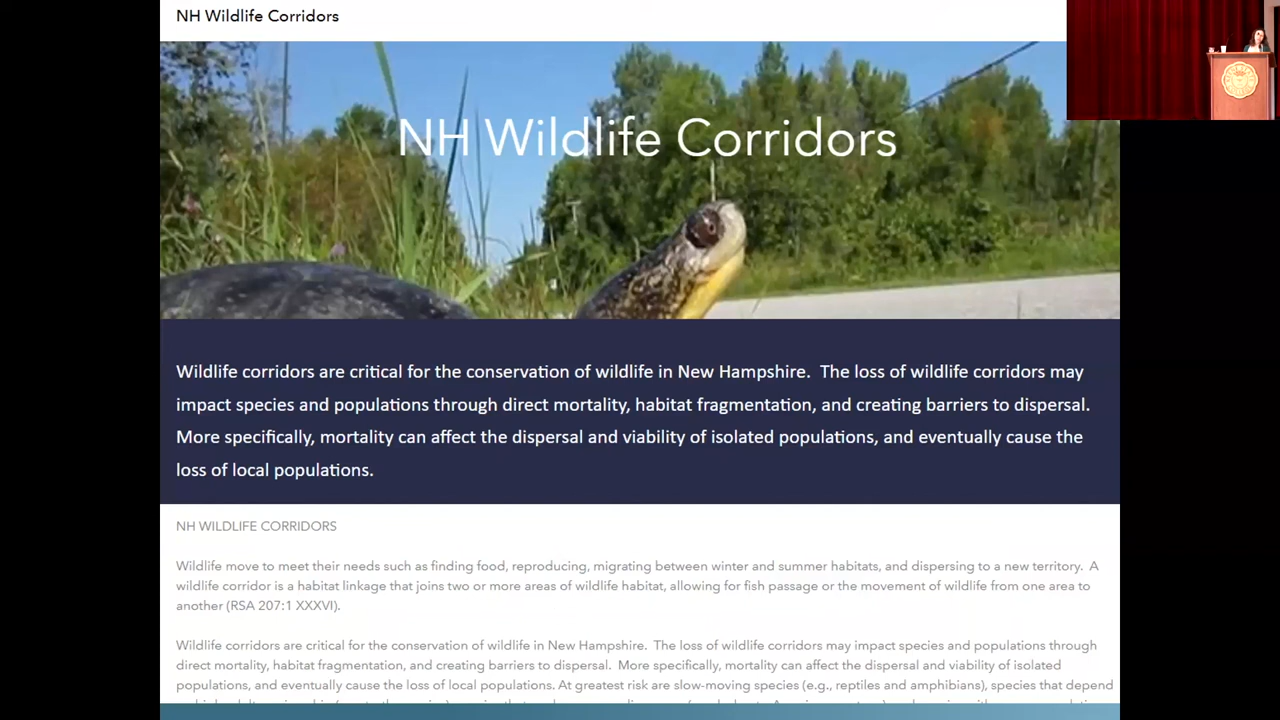 NH Wildlife Corridors
NH Wildlife Corridors
Wildlife corridors are critical for the conservation of wildlife in New Hampshire.  The loss of wildlife corridors may
impact species and populations through direct mortality, habitat fragmentation, and creating barriers to dispersal.
More specifically, mortality can affect the dispersal and viability of isolated populations, and eventually cause the
loss of local populations.
NH WILDLIFE CORRIDORS
Wildlife move to meet their needs such as finding food, reproducing, migrating between winter and summer habitats, and dispersing to a new territory.  A
wildlife corridor is a habitat linkage that joins two or more areas of wildlife habitat, allowing for fish passage or the movement of wildlife from one area to
another (RSA 207:1 XXXVI).
Wildlife corridors are critical for the conservation of wildlife in New Hampshire.  The loss of wildlife corridors may impact species and populations through
direct mortality, habitat fragmentation, and creating barriers to dispersal.  More specifically, mortality can affect the dispersal and viability of isolated
populations, and eventually cause the loss of local populations. At greatest risk are slow-moving species (e.g., reptiles and amphibians), species that depend